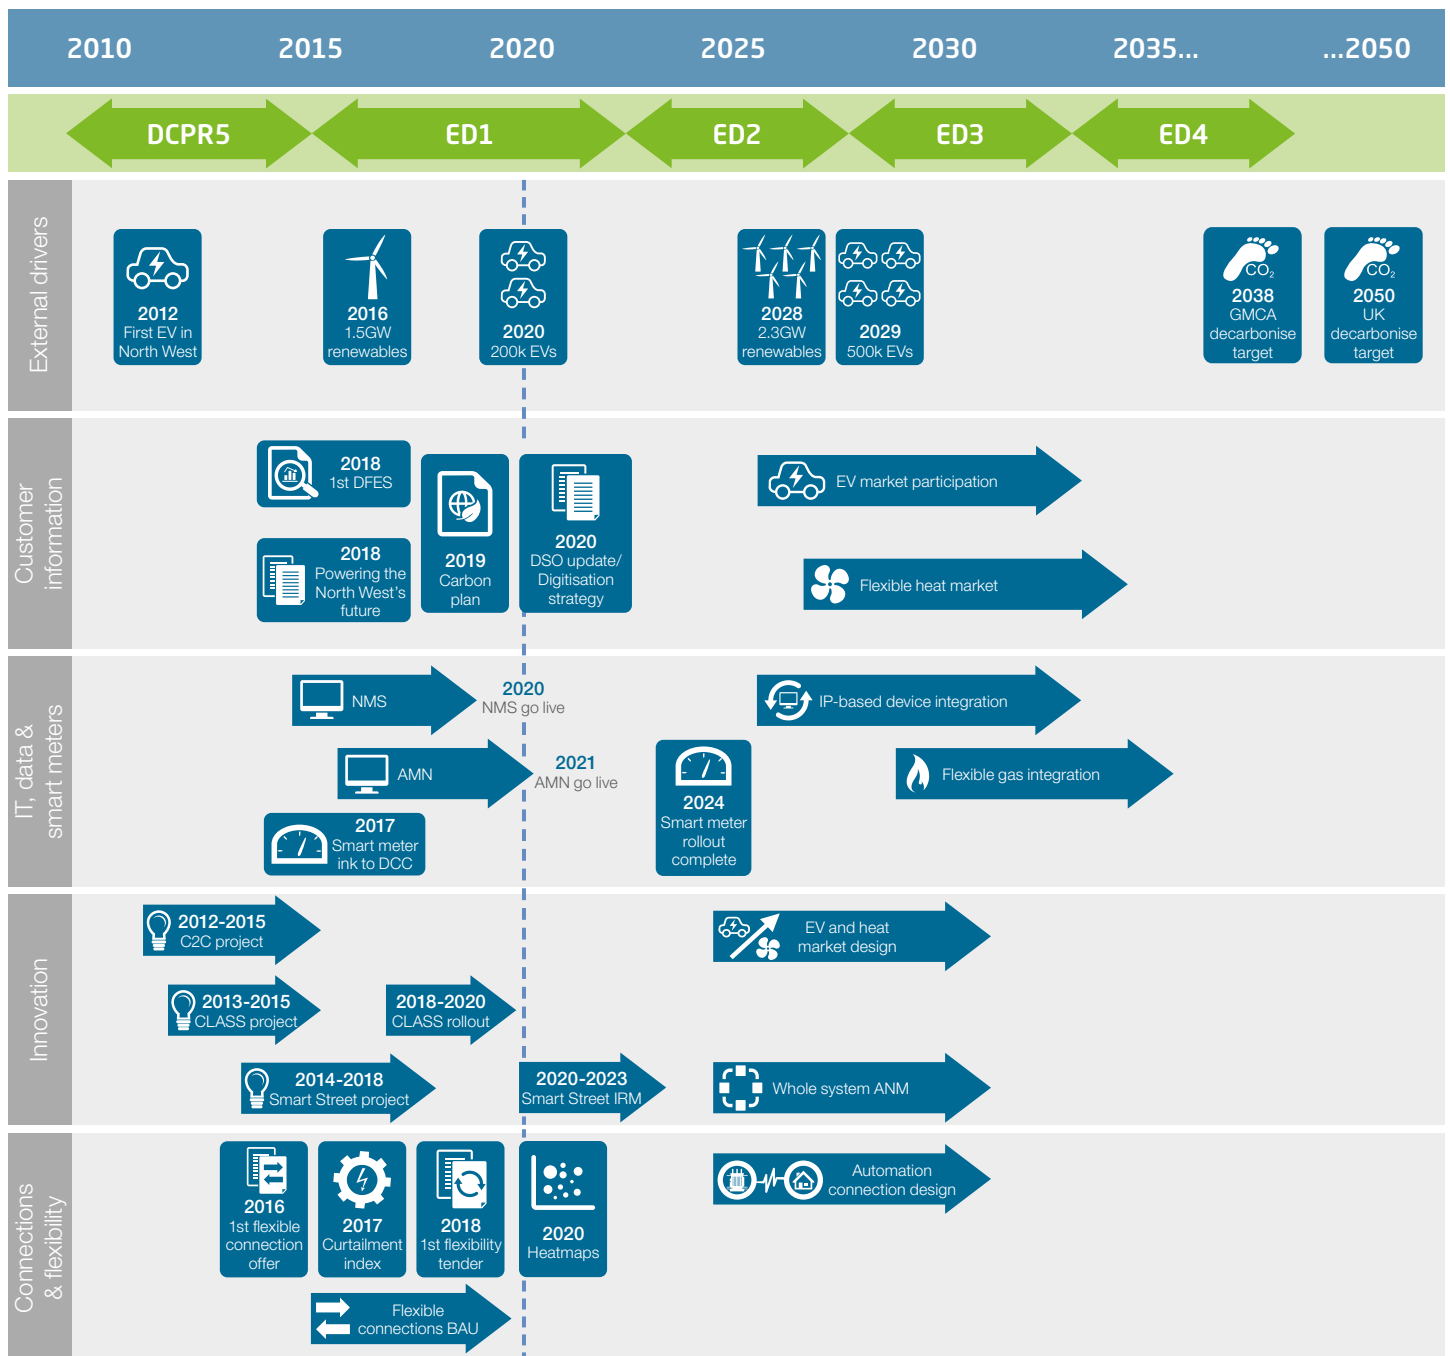 2010
2015
2020
2025
2030
2035...
...2050
DCPR5
ED1
ED2
ED3
ED4
External drivers
2012
First EV in
North West
2016
1.5GW
renewables
2020
200k EVs
2028
2.3GW
renewables
2029
500k EVs
CO2
2038
GMCA
decarbonise
target
CO2
2050
UK
decarbonise
target
Customer
information
2018
1st DFES
2018
Powering the
North West's
future
2019
Carbon
plan
2020
DSO update/
Digitisation
strategy
EV market participation
Flexible heat market
IT, data &
smart meters
NMS
2020
NMS go live
AMN
2021
AMN go live
2017
Smart meter
ink to DCC
2024
Smart meter
rollout
complete
IP-based device integration
Flexible gas integration
Innovation
2012-2015
C2C project
2013-2015
CLASS project
2018-2020
CLASS rollout
2014-2018
Smart Street project
2020-2023
Smart Street IRM
EV and heat
market design
Whole system ANM
Connections
& flexibility
2016
1st flexible
connection
offer
2017
Curtailment
index
2018
1st flexibility
tender
2020
Heatmaps
Flexible
connections BAU
Automation
connection design